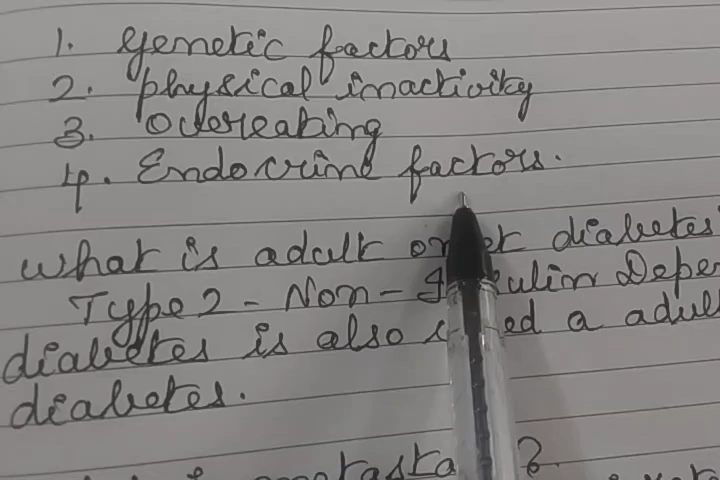 1. Genetic factors
2. Physical inactivity
3. Overeating
4. Endocrine factors.
What is adult diabetes
Type 2 - Non -
diabetes is also a
diabetes.
?